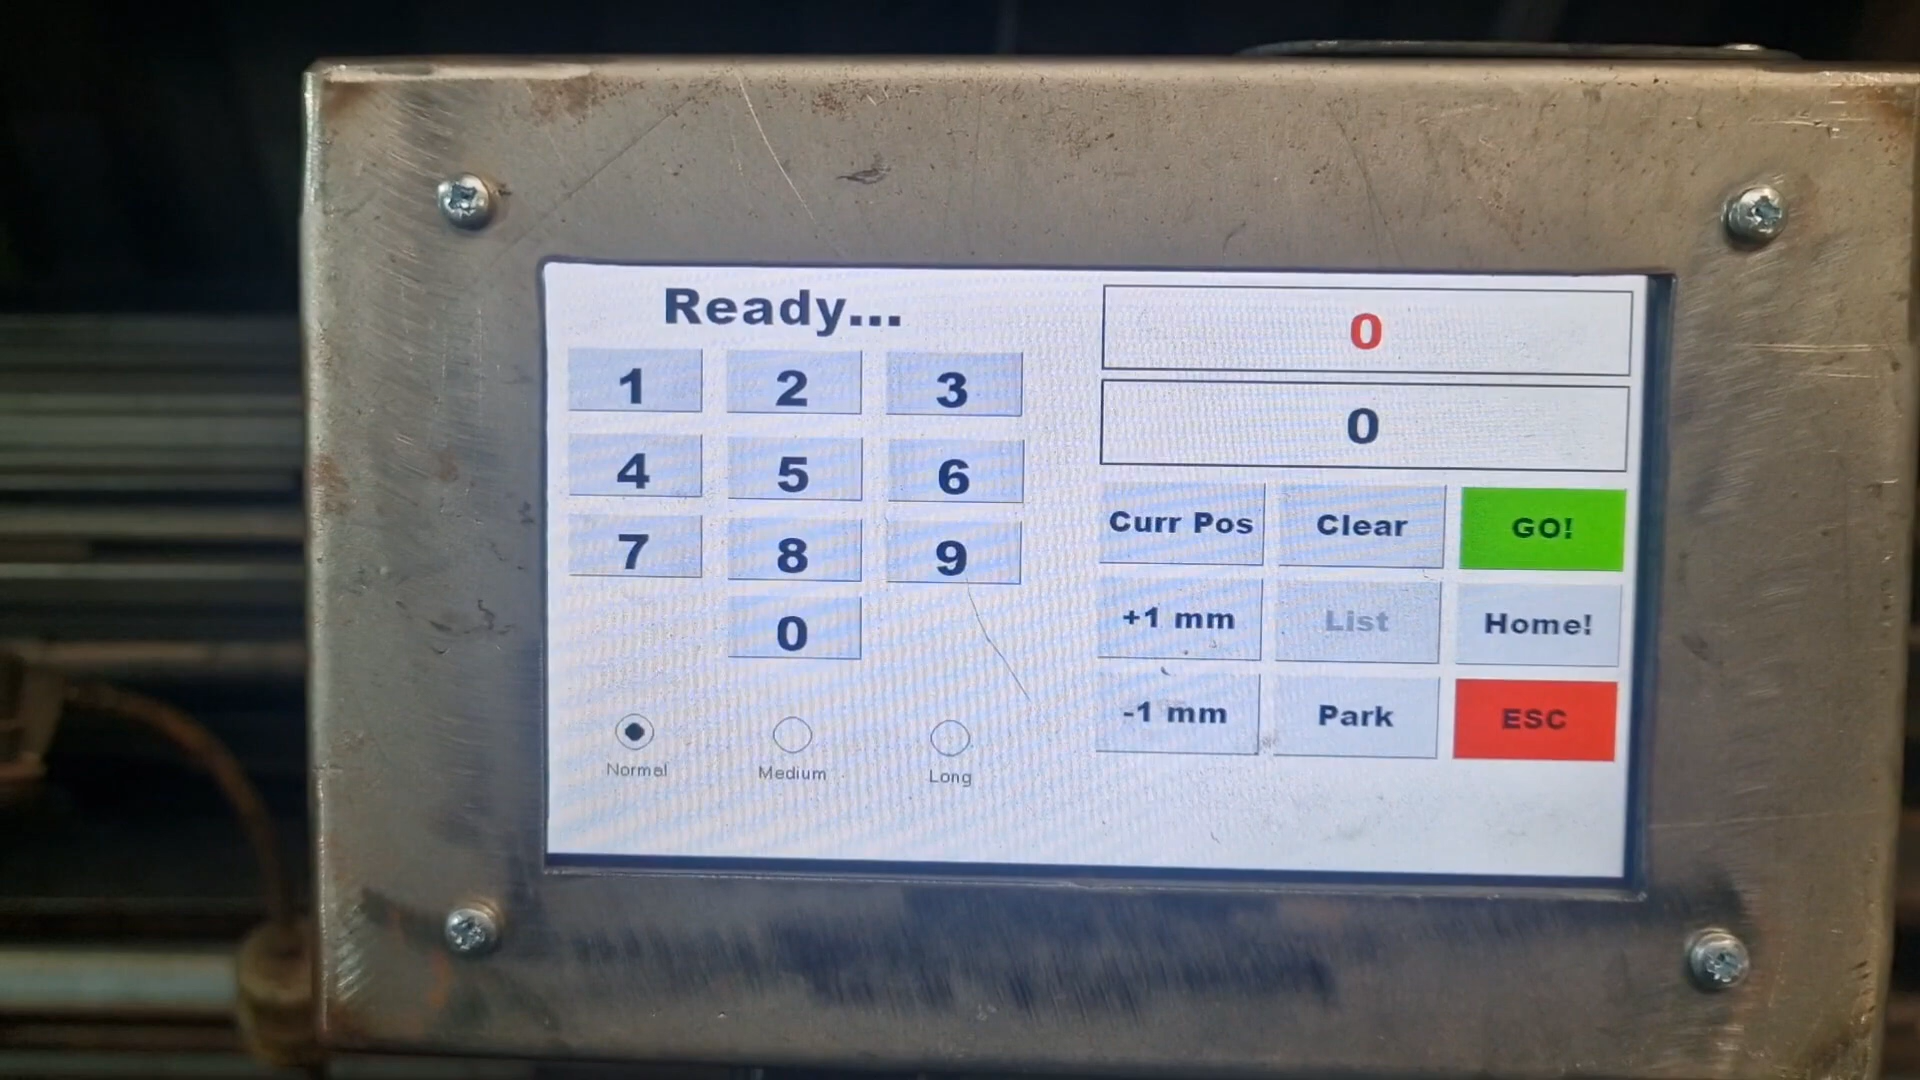 Ready...
1 2 3
4 5 6
7 8 9
0
Normal Medium Long
0
0
Curr Pos Clear GO!
+1 mm List Home!
-1 mm Park ESC